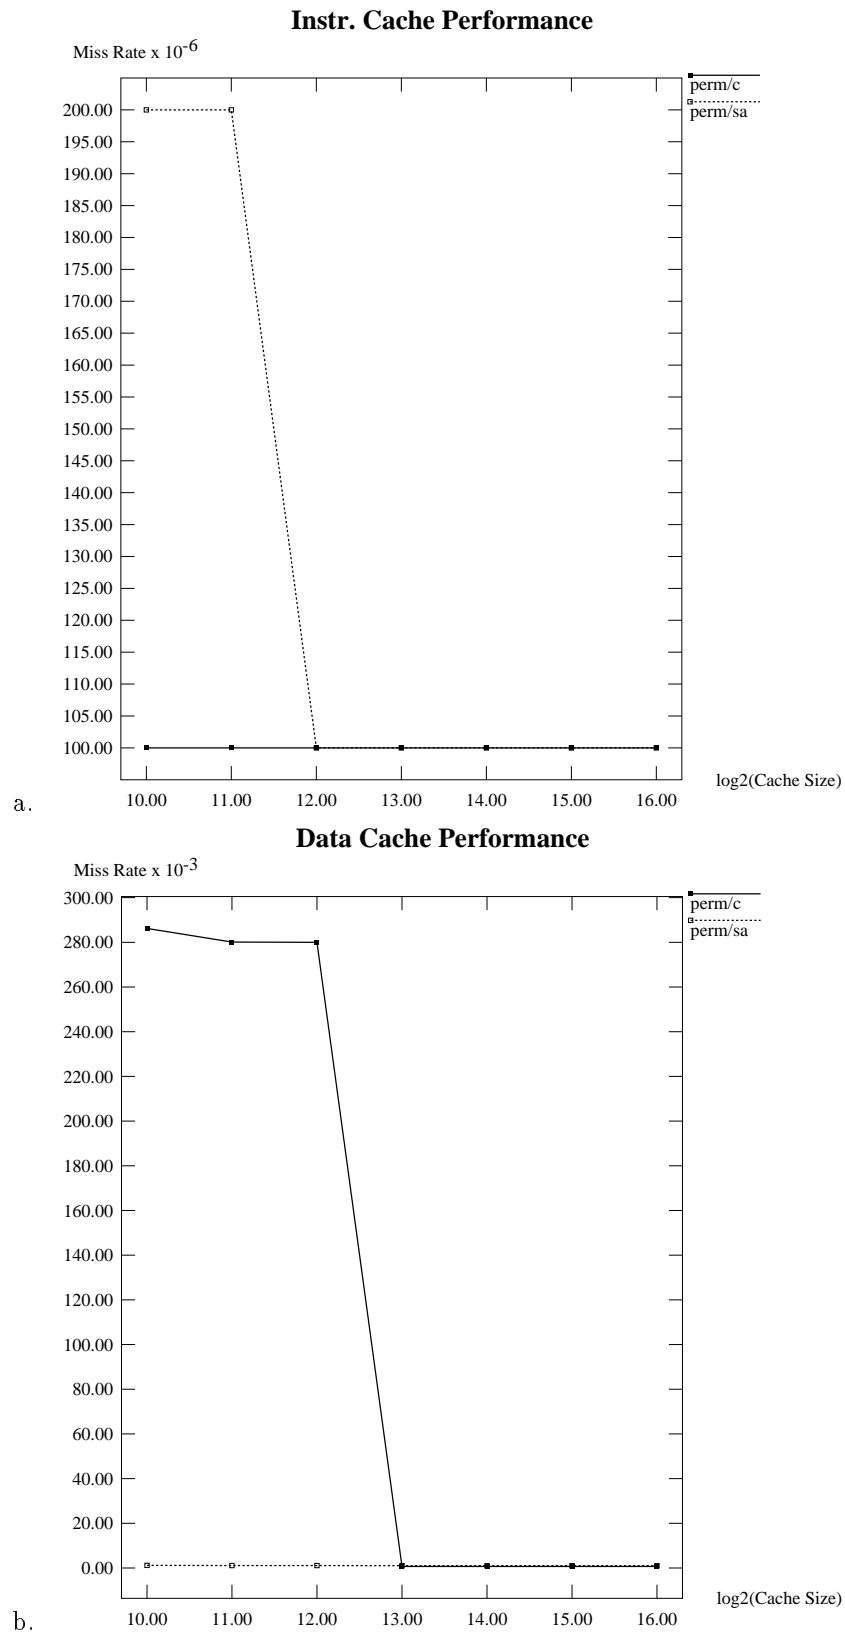 Instr. Cache Performance
Miss Rate x 10-6
perm/c
perm/sa
200.00
195.00
190.00
185.00
180.00
175.00
170.00
165.00
160.00
155.00
150.00
145.00
140.00
135.00
130.00
125.00
120.00
115.00
110.00
105.00
100.00
log2(Cache Size)
10.00 11.00 12.00 13.00 14.00 15.00 16.00
a.
Data Cache Performance
Miss Rate x 10-3
perm/c
perm/sa
300.00
280.00
260.00
240.00
220.00
200.00
180.00
160.00
140.00
120.00
100.00
80.00
60.00
40.00
20.00
0.00
log2(Cache Size)
10.00 11.00 12.00 13.00 14.00 15.00 16.00
b.